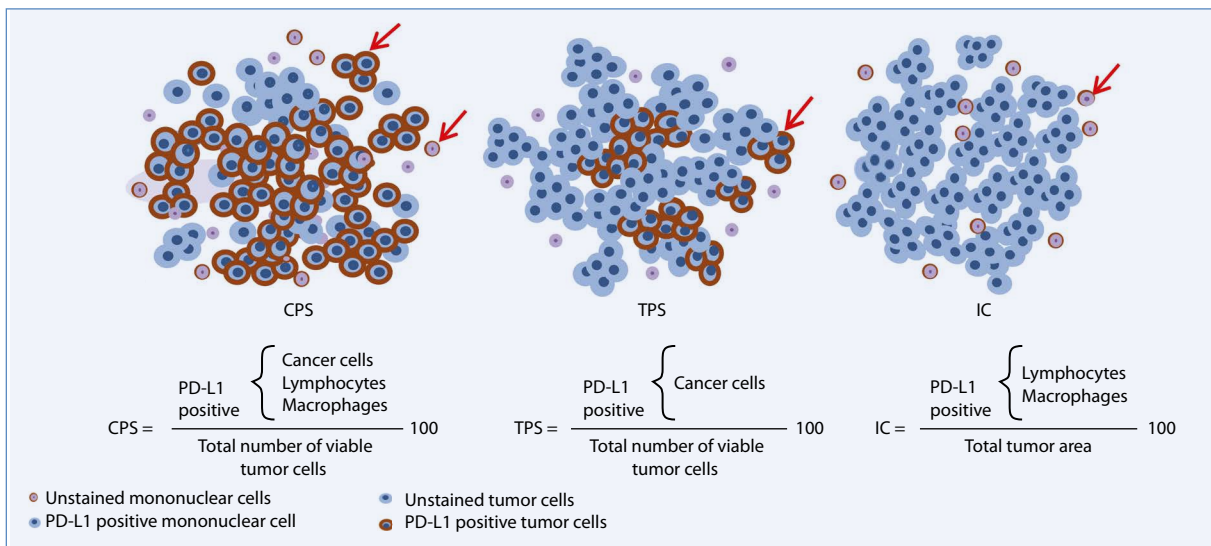 CPS
TPS
IC
CPS =
PD-L1
positive
Cancer cells
Lymphocytes
Macrophages
100
Total number of viable
tumor cells
TPS =
PD-L1
positive
Cancer cells
100
Total number of viable
tumor cells
IC =
PD-L1
positive
Lymphocytes
Macrophages
100
Total tumor area
Unstained mononuclear cells
Unstained tumor cells
PD-L1 positive mononuclear cell
PD-L1 positive tumor cells